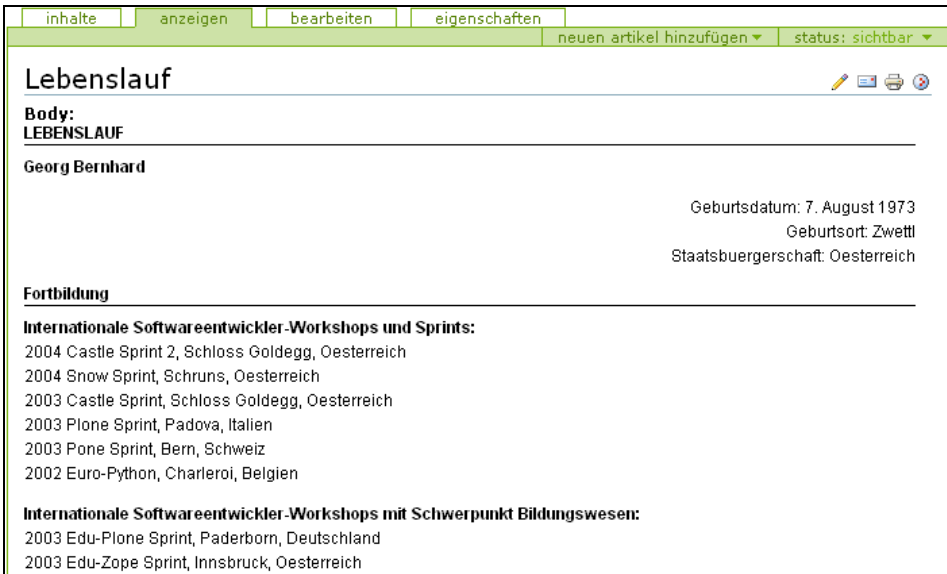 inhalte anzeigen bearbeiten eigenschaften
neuen artikel hinzufügen status: sichtbar
Lebenslauf
Body:
LEBENSLAUF
Georg Bernhard
Geburtsdatum: 7. August 1973
Geburtsort: Zwettl
Staatsbuergerschaft: Oesterreich
Fortbildung
Internationale Softwareentwickler-Workshops und Sprints:
2004 Castle Sprint 2, Schloss Goldegg, Oesterreich
2004 Snow Sprint, Schruns, Oesterreich
2003 Castle Sprint, Schloss Goldegg, Oesterreich
2003 Plone Sprint, Padova, Italien
2003 Pone Sprint, Bern, Schweiz
2002 Euro-Python, Charleroi, Belgien
Internationale Softwareentwickler-Workshops mit Schwerpunkt Bildungswesen:
2003 Edu-Plone Sprint, Paderborn, Deutschland
2003 Edu-Zope Sprint, Innsbruck, Oesterreich